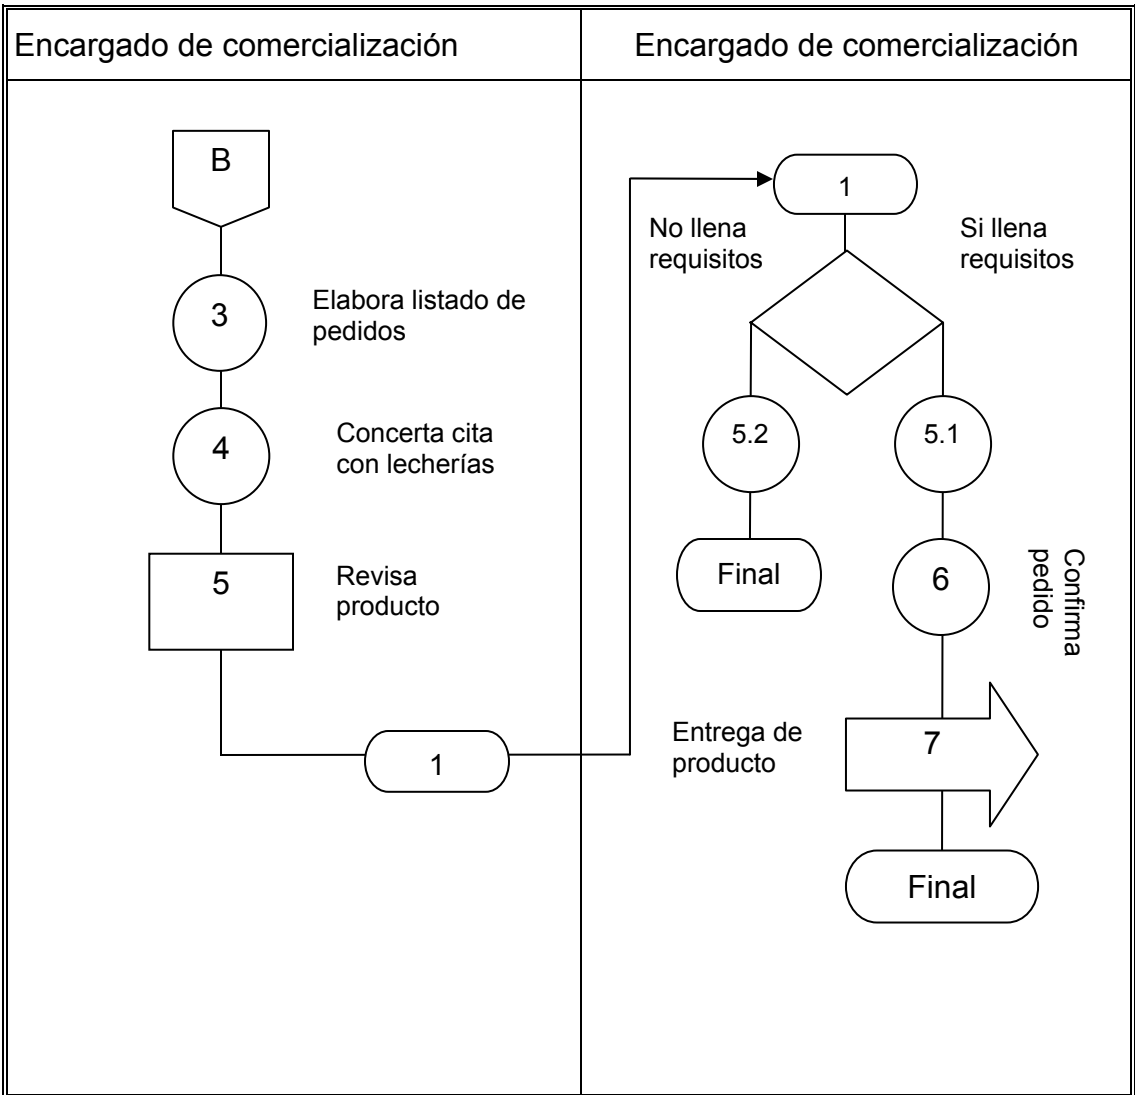 Encargado de comercialización
Encargado de comercialización
B
3
Elabora listado de
pedidos
4
Concerta cita
con lecherías
5
Revisa
producto
1
1
No llena
requisitos
Si llena
requisitos
5.2
5.1
Final
6
Confirma
pedido
Entrega de
producto
7
Final